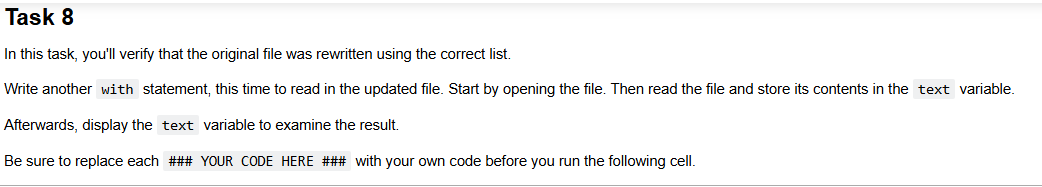 Task 8
In this task, you'll verify that the original file was rewritten using the correct list.
Write another with statement, this time to read in the updated file. Start by opening the file. Then read the file and store its contents in the text variable.
Afterwards, display the text variable to examine the result.
Be sure to replace each ### YOUR CODE HERE ### with your own code before you run the following cell.